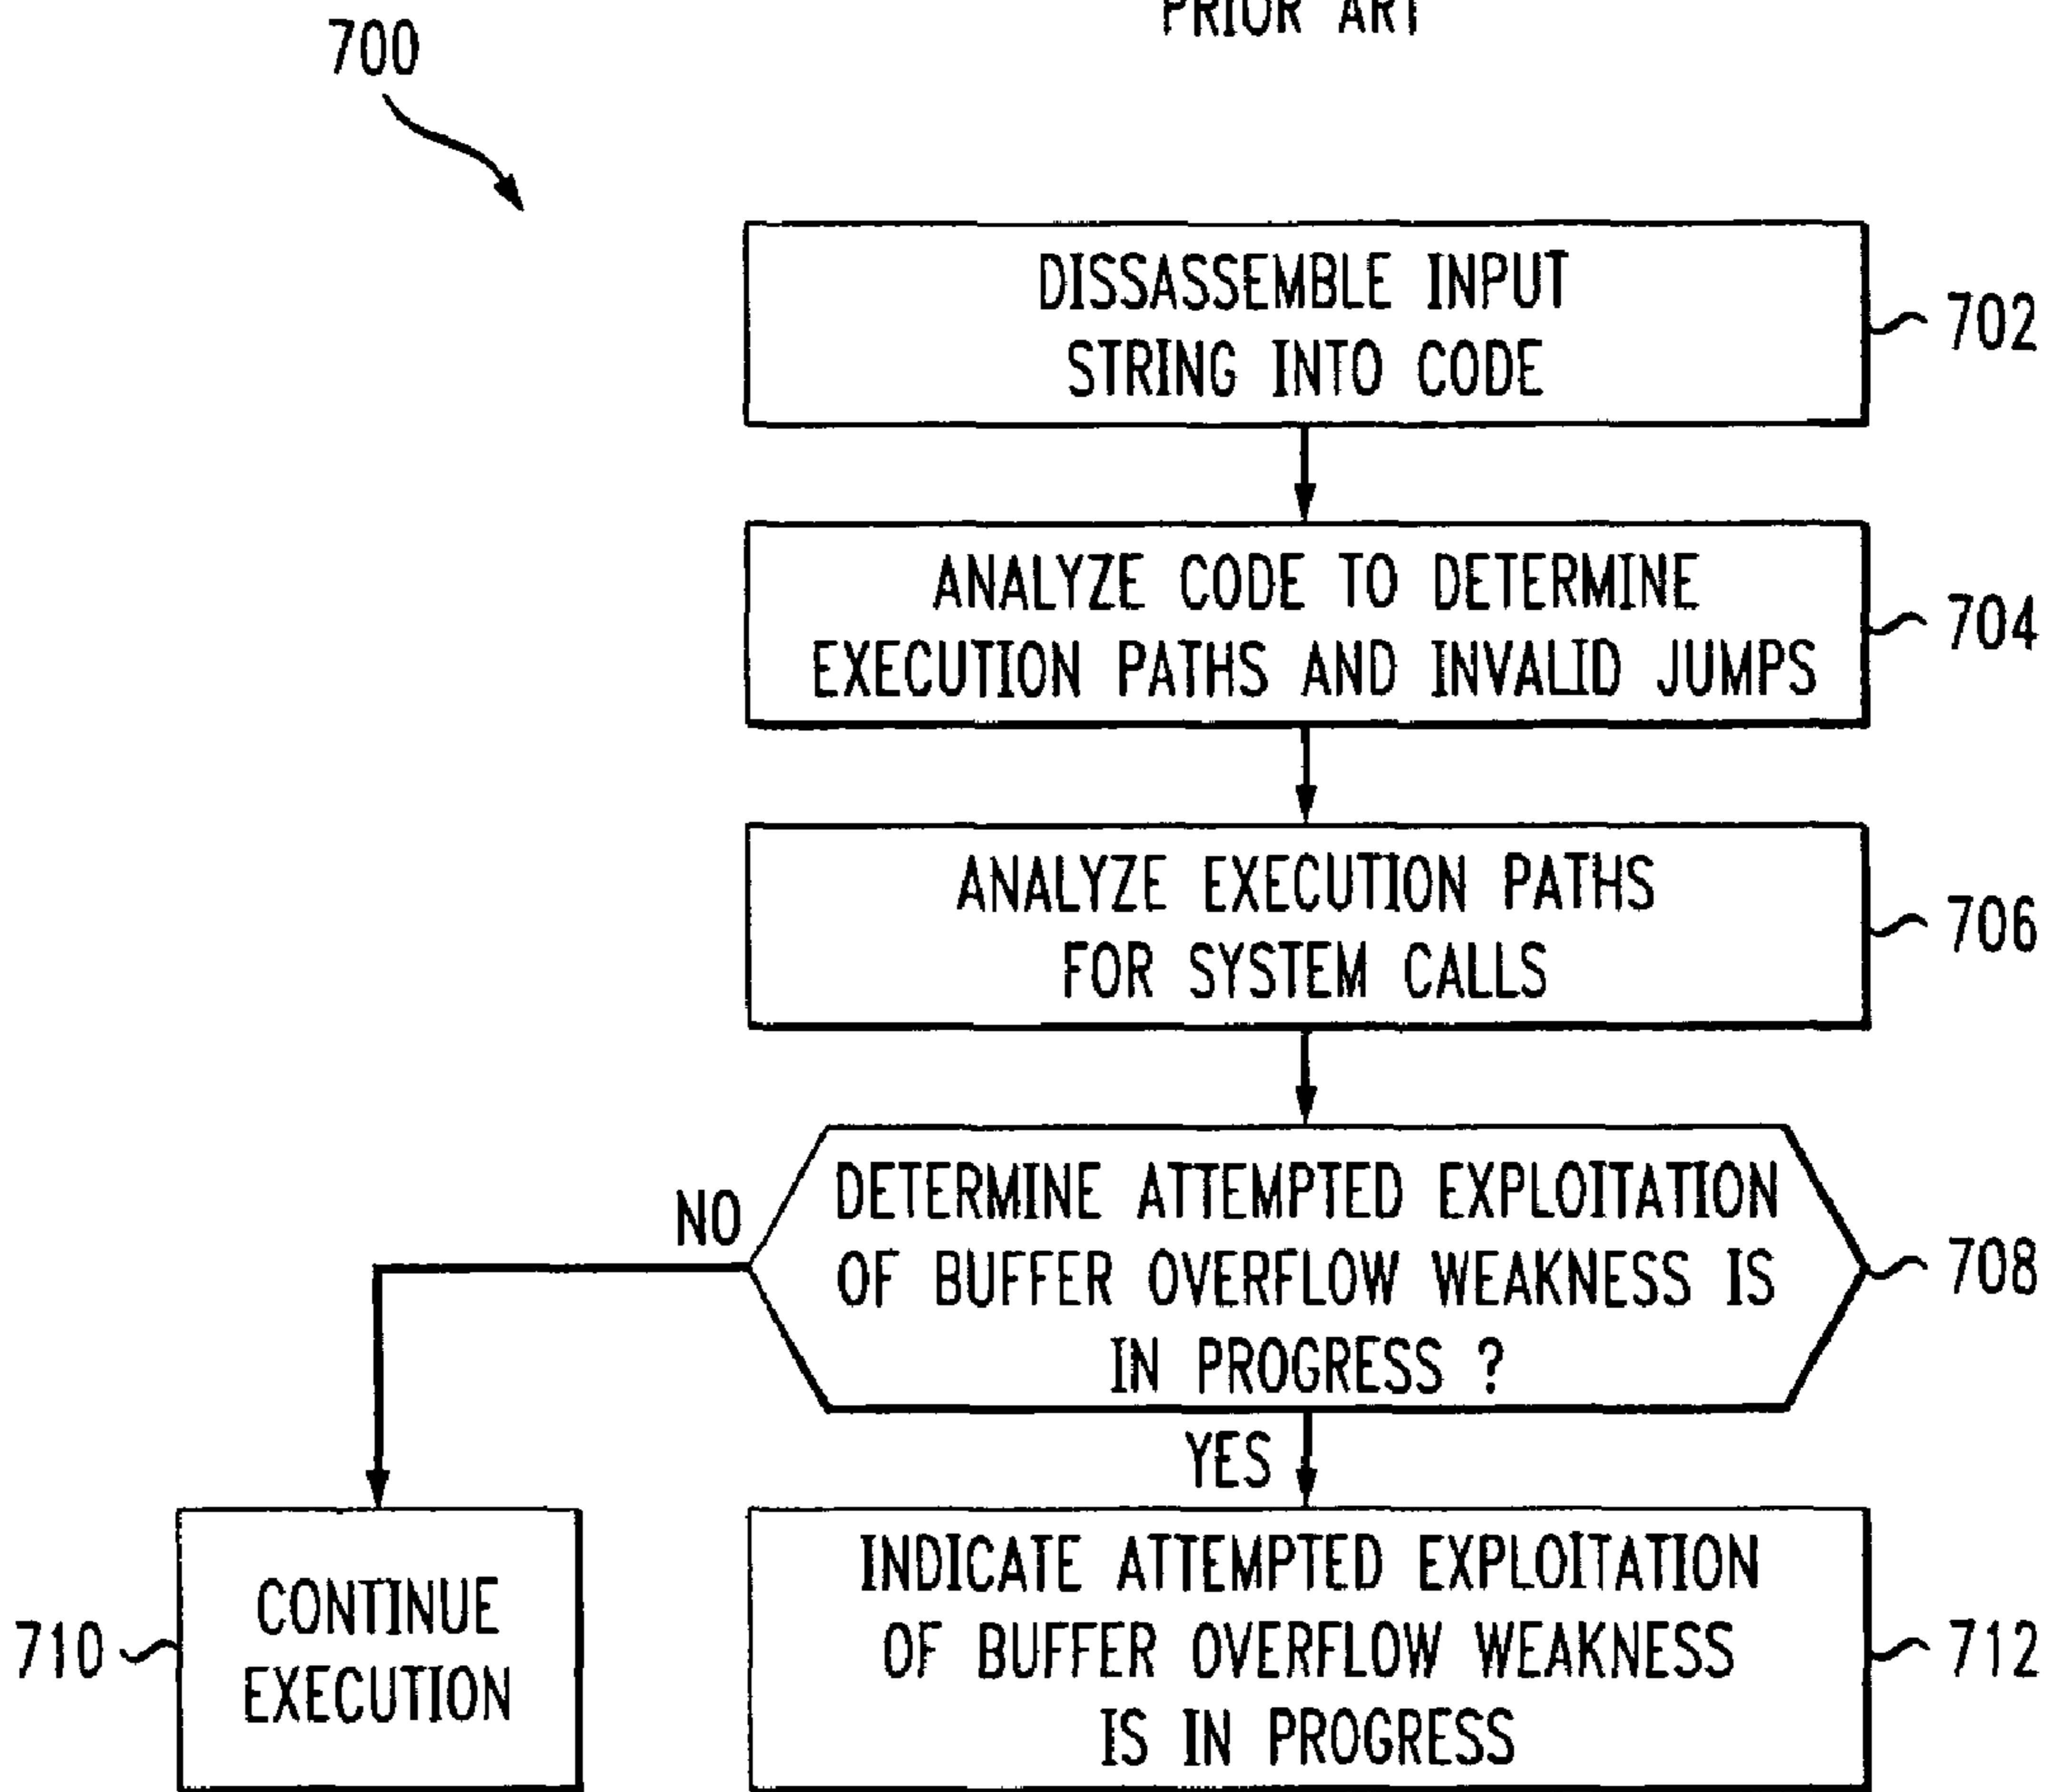 PRIOR ART
700
DISSASSEMBLE INPUT
STRING INTO CODE
702
ANALYZE CODE TO DETERMINE
EXECUTION PATHS AND INVALID JUMPS
704
ANALYZE EXECUTION PATHS
FOR SYSTEM CALLS
706
DETERMINE ATTEMPTED EXPLOITATION
OF BUFFER OVERFLOW WEAKNESS IS
IN PROGRESS ?
708
NO
YES
CONTINUE
EXECUTION
710
INDICATE ATTEMPTED EXPLOITATION
OF BUFFER OVERFLOW WEAKNESS
IS IN PROGRESS
712